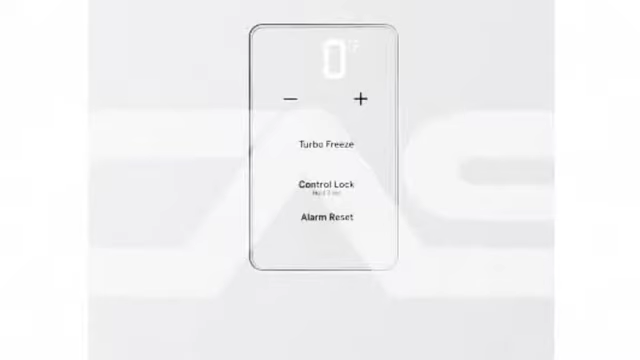 0°F
− +
Turbo Freeze
Control Lock
Alarm Reset